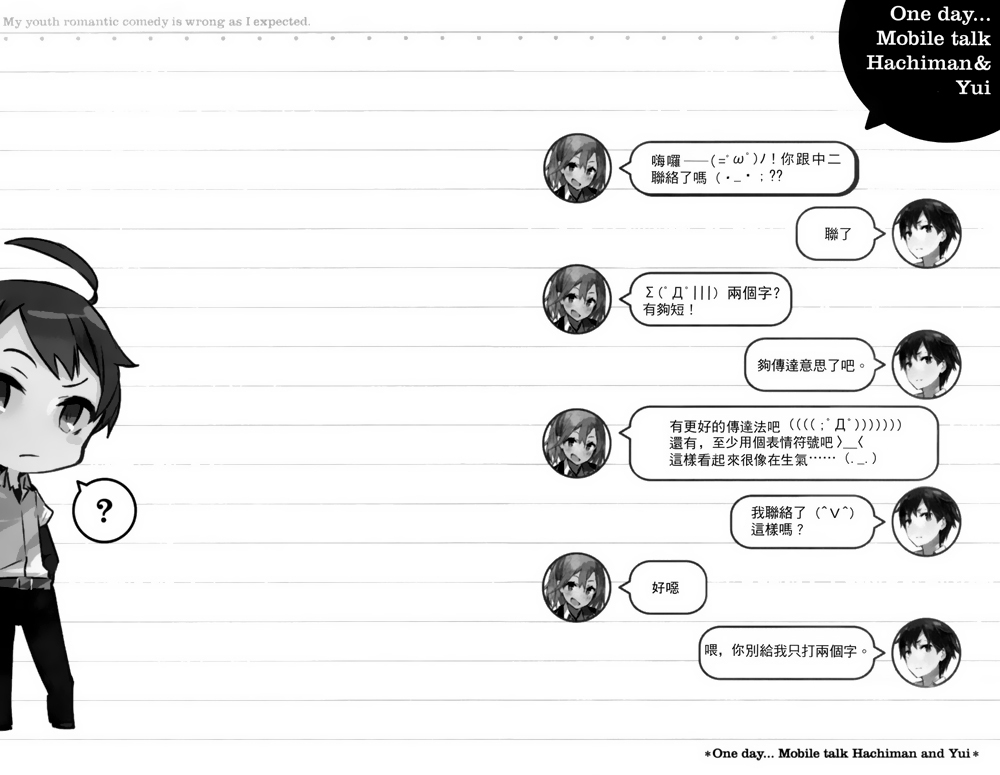 My youth romantic comedy is wrong as I expected.
One day...
Mobile talk
Hachiman&
Yui
嗨囉——(=ﾟωﾟ)ﾉ！你跟中二
聯絡了嗎（・_・；??
聯了
Σ(ﾟДﾟ|||）兩個字?
有夠短！
夠傳達意思了吧。
有更好的傳達法吧（(((；ﾟДﾟ)))))))
還有，至少用個表情符號吧〉＿〈
這樣看起來很像在生氣……（._.）
我聯絡了（^∨^）
這樣嗎？
好噁
喂，你別給我只打兩個字。
?
*One day... Mobile talk Hachiman and Yui*